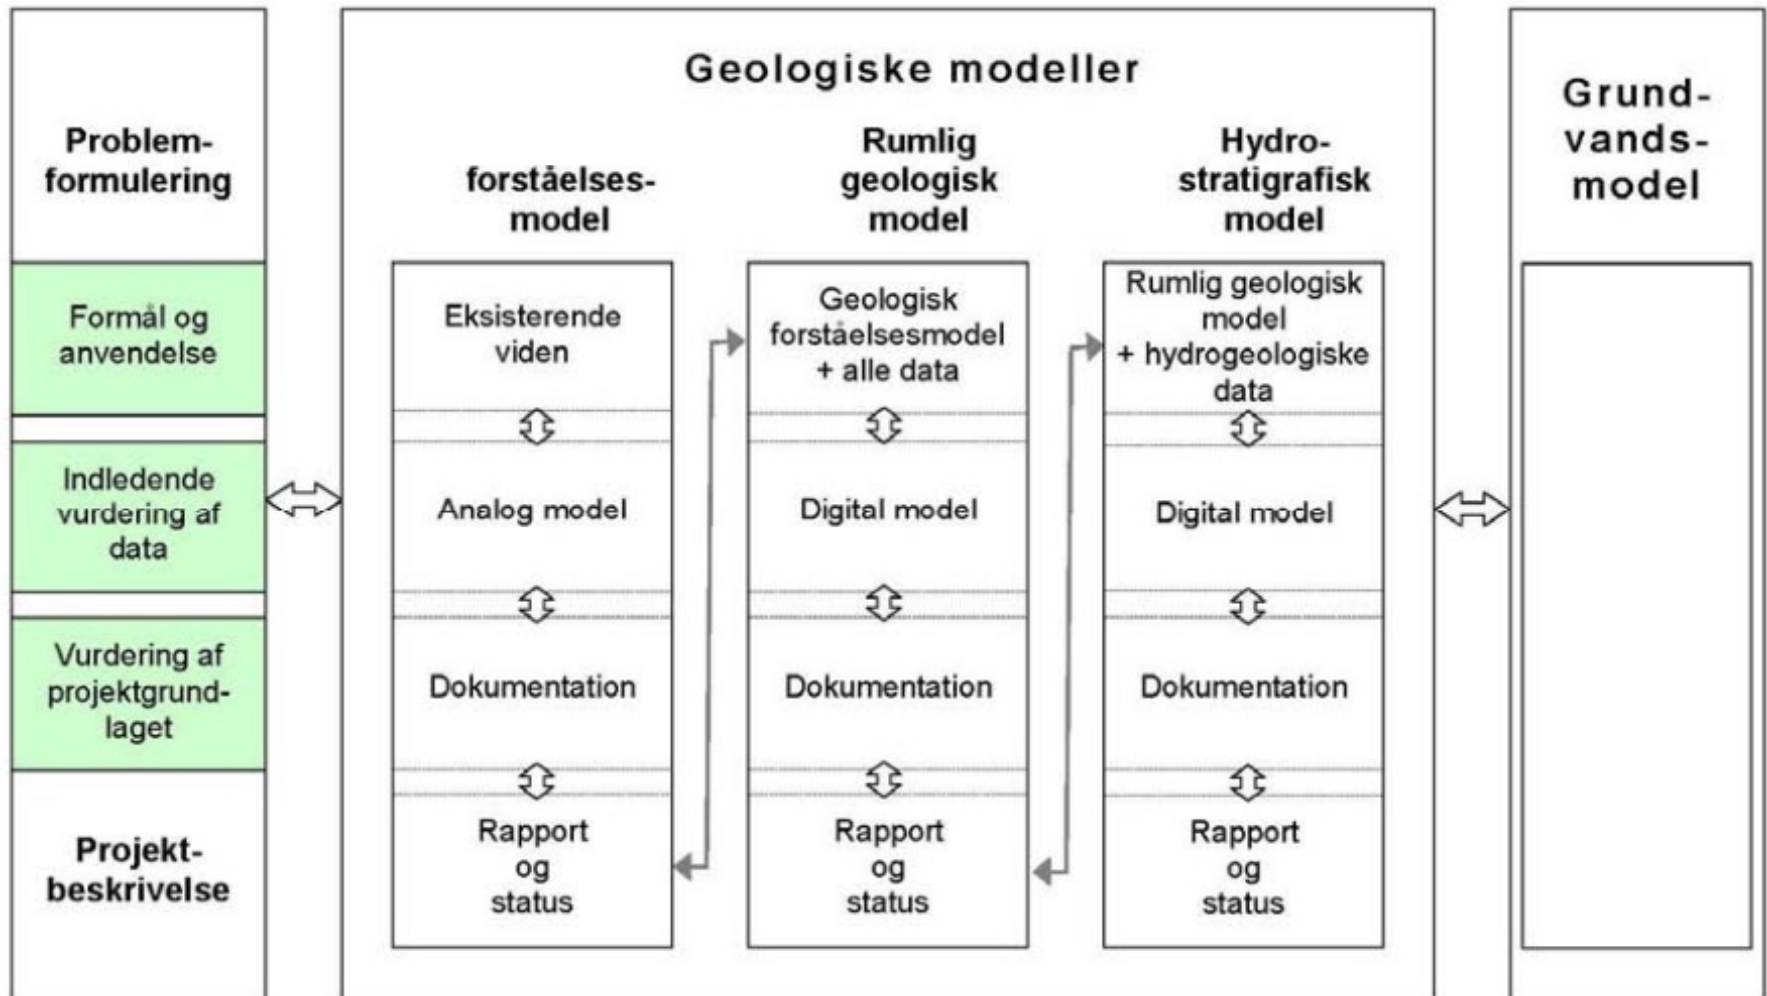 Problem-
formulering
Formål og
anvendelse
Indledende
vurdering af
data
Vurdering af
projektgrund-
laget
Projekt-
beskrivelse
Geologiske modeller
forståelses-
model
Eksisterende
viden
Analog model
Dokumentation
Rapport
og
status
Rumlig
geologisk
model
Geologisk
forståelsesmodel
+ alle data
Digital model
Dokumentation
Rapport
og
status
Hydro-
stratigrafisk
model
Rumlig geologisk
model
+ hydrogeologiske
data
Digital model
Dokumentation
Rapport
og
status
Grund-
vands-
model